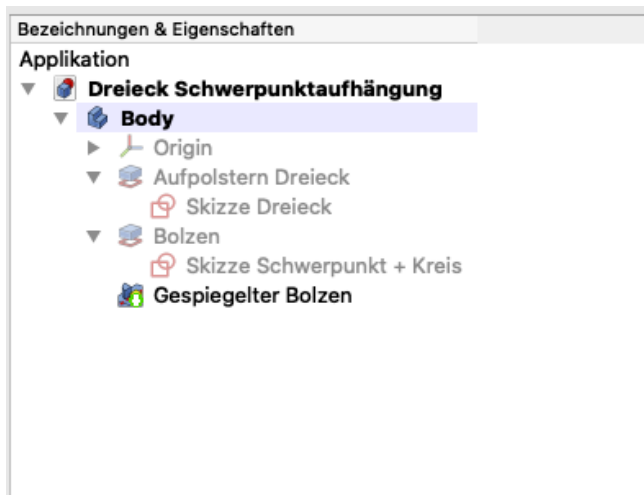 Bezeichnungen & Eigenschaften
Applikation
Dreieck Schwerpunktaufhängung
Body
Origin
Aufpolstern Dreieck
Skizze Dreieck
Bolzen
Skizze Schwerpunkt + Kreis
Gespiegelter Bolzen